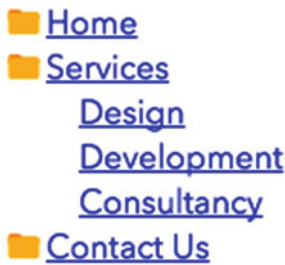 Home
Services
Design
Development
Consultancy
Contact Us